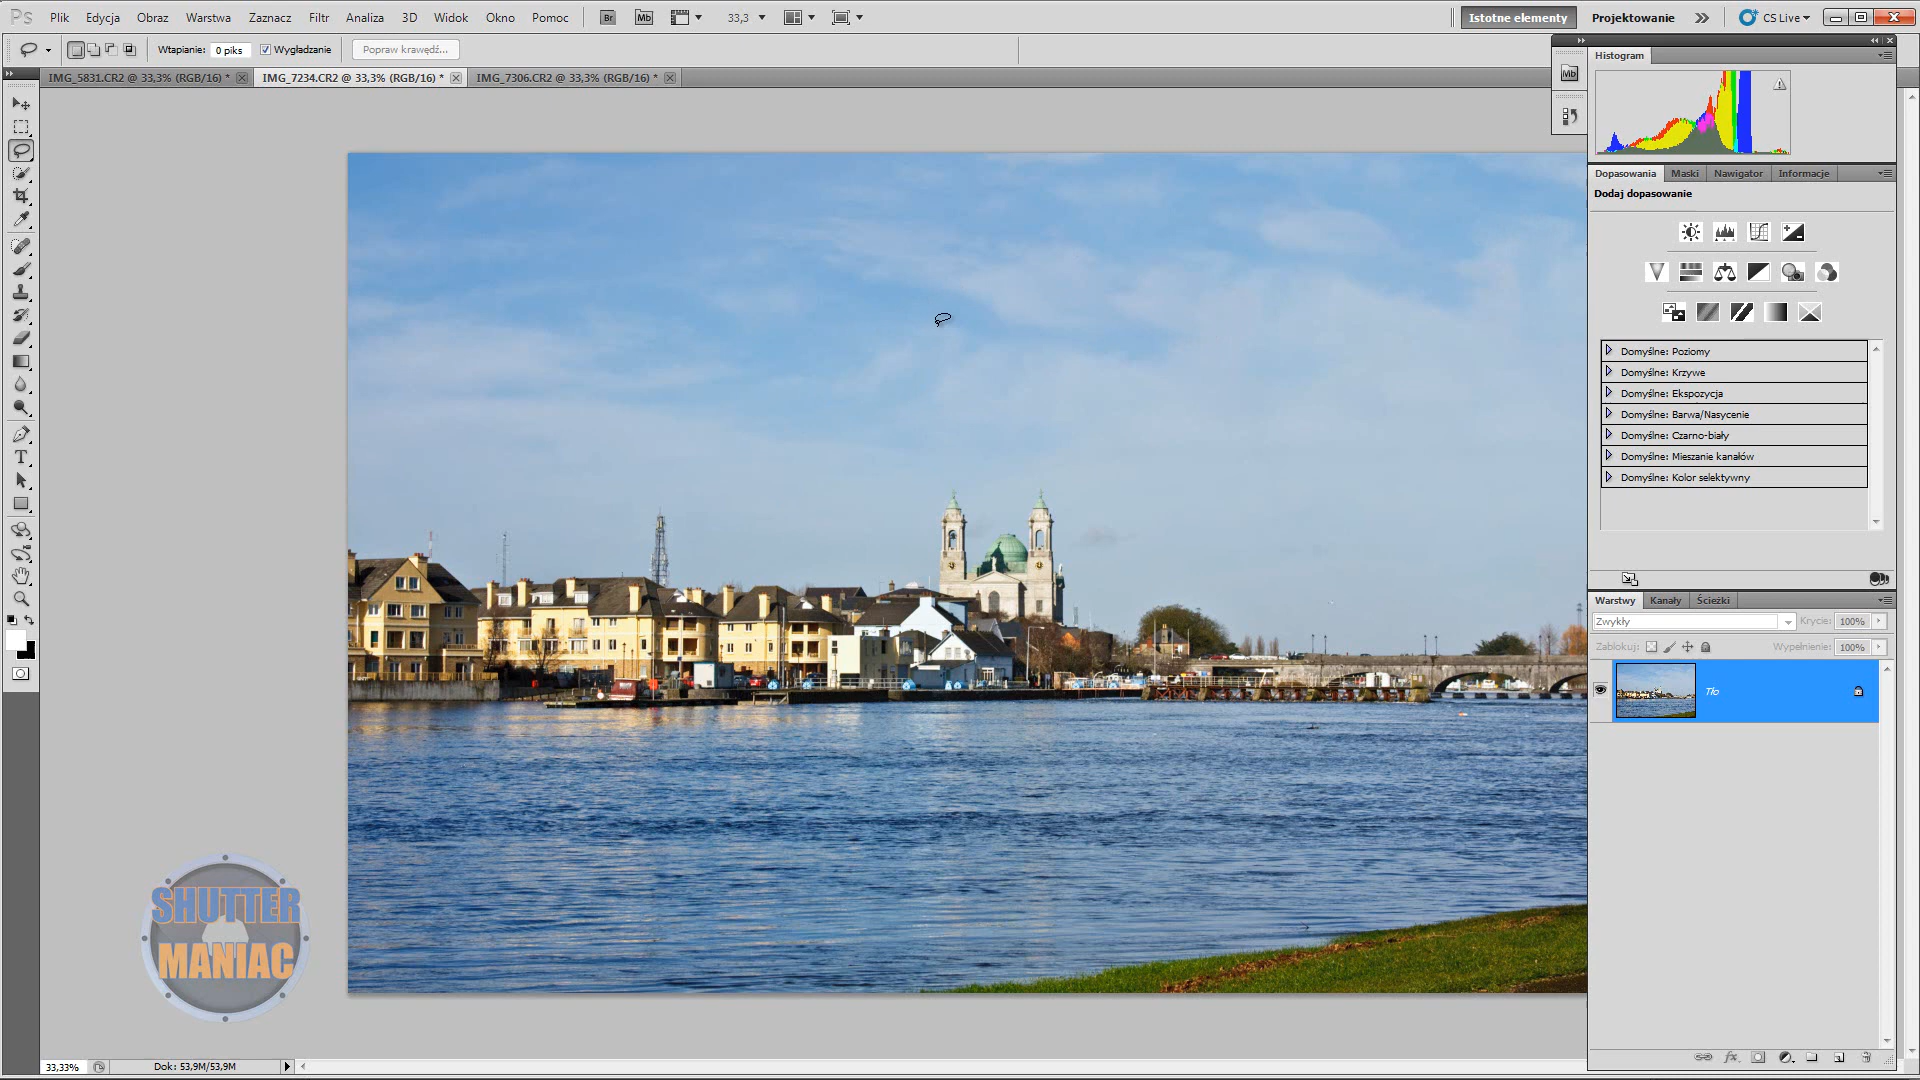 Ps Plik Edycja Obraz Warstwa Zaznacz Filtr Analiza 3D Widok Okno Pomoc Br Mb 33,3 Istotne elementy Projektowanie CS Live
Wtapianie: 0 piks Wygładzanie Popraw krawędź...
IMG_5831.CR2 @ 33,3% (RGB/16) * IMG_7234.CR2 @ 33,3% (RGB/16) * IMG_7306.CR2 @ 33,3% (RGB/16) *
Histogram
Mb
Dopasowania Maski Nawigator Informacje
Dodaj dopasowanie
Domyślne: Poziomy
Domyślne: Krzywe
Domyślne: Ekspozycja
Domyślne: Barwa/Nasycenie
Domyślne: Czarno-biały
Domyślne: Mieszanie kanałów
Domyślne: Kolor selektywny
T
Warstwy Kanały Ścieżki
Zwykły Krycie: 100%
Zablokuj: Wypełnienie: 100%
Tło
SHUTTER
MANIAC
fx
33,33% Dok: 53,9M/53,9M